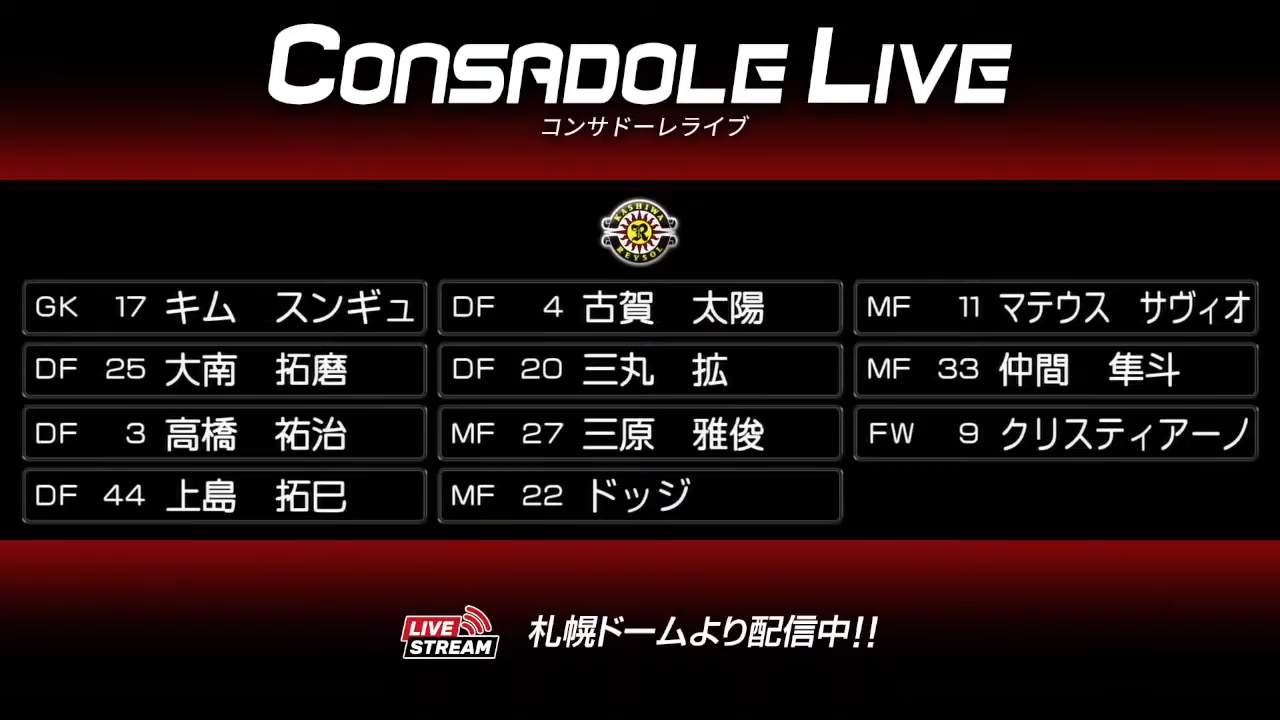 CONSADOLE LIVE
コンサドーレライブ
KASHIWA
R
REYSOL
GK 17 キム スンギュ
DF 25 大南 拓磨
DF 3 高橋 祐治
DF 44 上島 拓巳
DF 4 古賀 太陽
DF 20 三丸 拡
MF 27 三原 雅俊
MF 22 ドッジ
MF 11 マテウス サヴィオ
MF 33 仲間 隼斗
FW 9 クリスティアーノ
LIVE
STREAM
札幌ドームより配信中!!